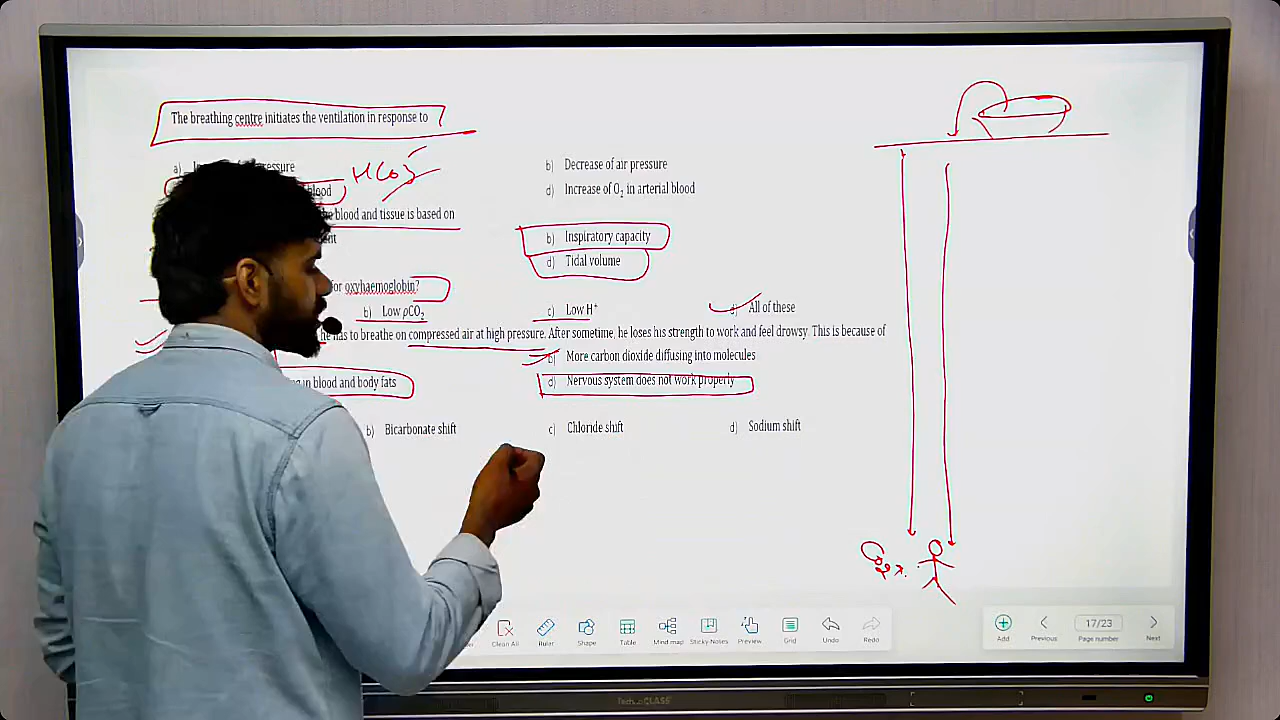 The breathing centre initiates the ventilation in response to
a) pressure
b) Decrease of air pressure
HCO3-
blood
d) Increase of O2 in arterial blood
blood and tissue is based on
b) Inspiratory capacity
d) Tidal volume
for oxyhaemoglobin?
b) Low pCO2
c) Low H+
d) All of these
he has to breathe on compressed air at high pressure. After sometime, he loses his strength to work and feel drowsy. This is because of
b) More carbon dioxide diffusing into molecules
in blood and body fats
d) Nervous system does not work properly
b) Bicarbonate shift
c) Chloride shift
d) Sodium shift
Clean All
Ruler
Shape
Table
Mind map
Sticky Notes
Preview
Grid
Undo
Redo
Add
Previous
17/23
Page number
Next